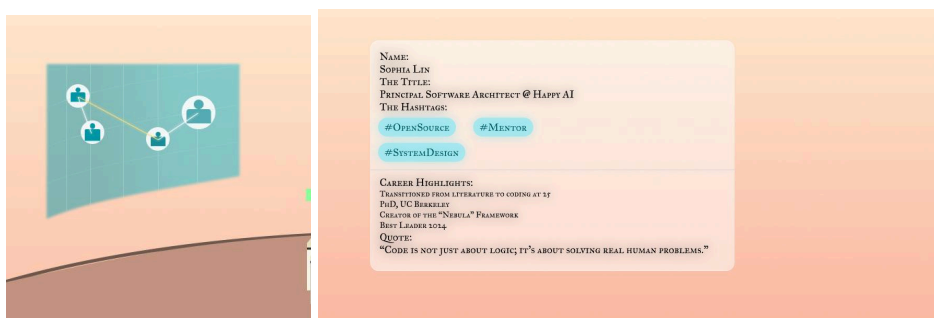 Name:
Sophia Lin
The Title:
Principal Software Architect @ Happy AI
The Hashtags:
#OpenSource #Mentor
#SystemDesign
Career Highlights:
Transitioned from literature to coding at 25
PhD, UC Berkeley
Creator of the “Nebula” Framework
Best Leader 2024
Quote:
“Code is not just about logic; it’s about solving real human problems.”